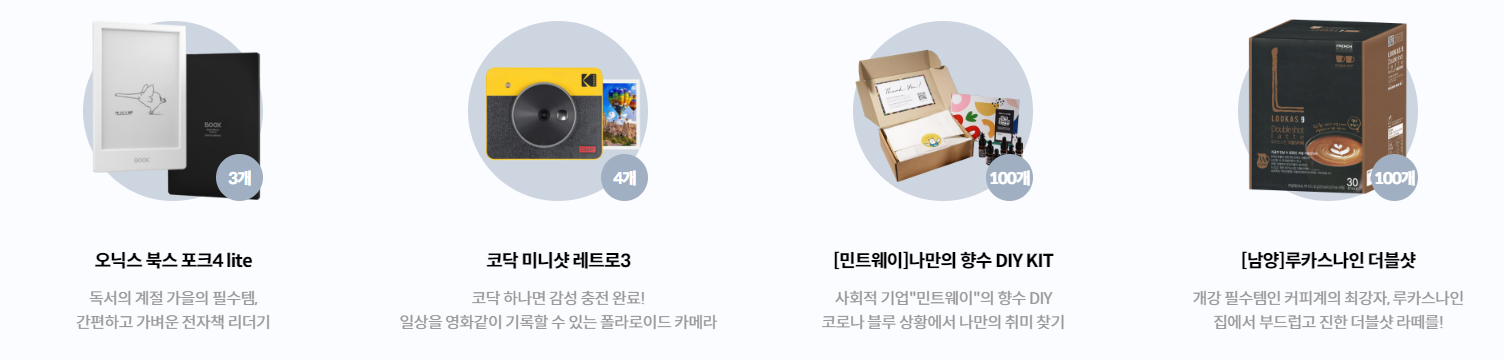 BOOX
BOOX
3개
오닉스 북스 포크4 lite
독서의 계절 가을의 필수템,
간편하고 가벼운 전자책 리더기
4개
코닥 미니샷 레트로3
코닥 하나면 감성 충전 완료!
일상을 영화같이 기록할 수 있는 폴라로이드 카메라
Thank You!
100개
[민트웨이]나만의 향수 DIY KIT
사회적 기업"민트웨이"의 향수 DIY
코로나 블루 상황에서 나만의 취미 찾기
FRENCH
LOOKAS 9
Double shot
latte
LOOKAS 9
30
100개
[남양]루카스나인 더블샷
개강 필수템인 커피계의 최강자, 루카스나인
집에서 부드럽고 진한 더블샷 라떼를!